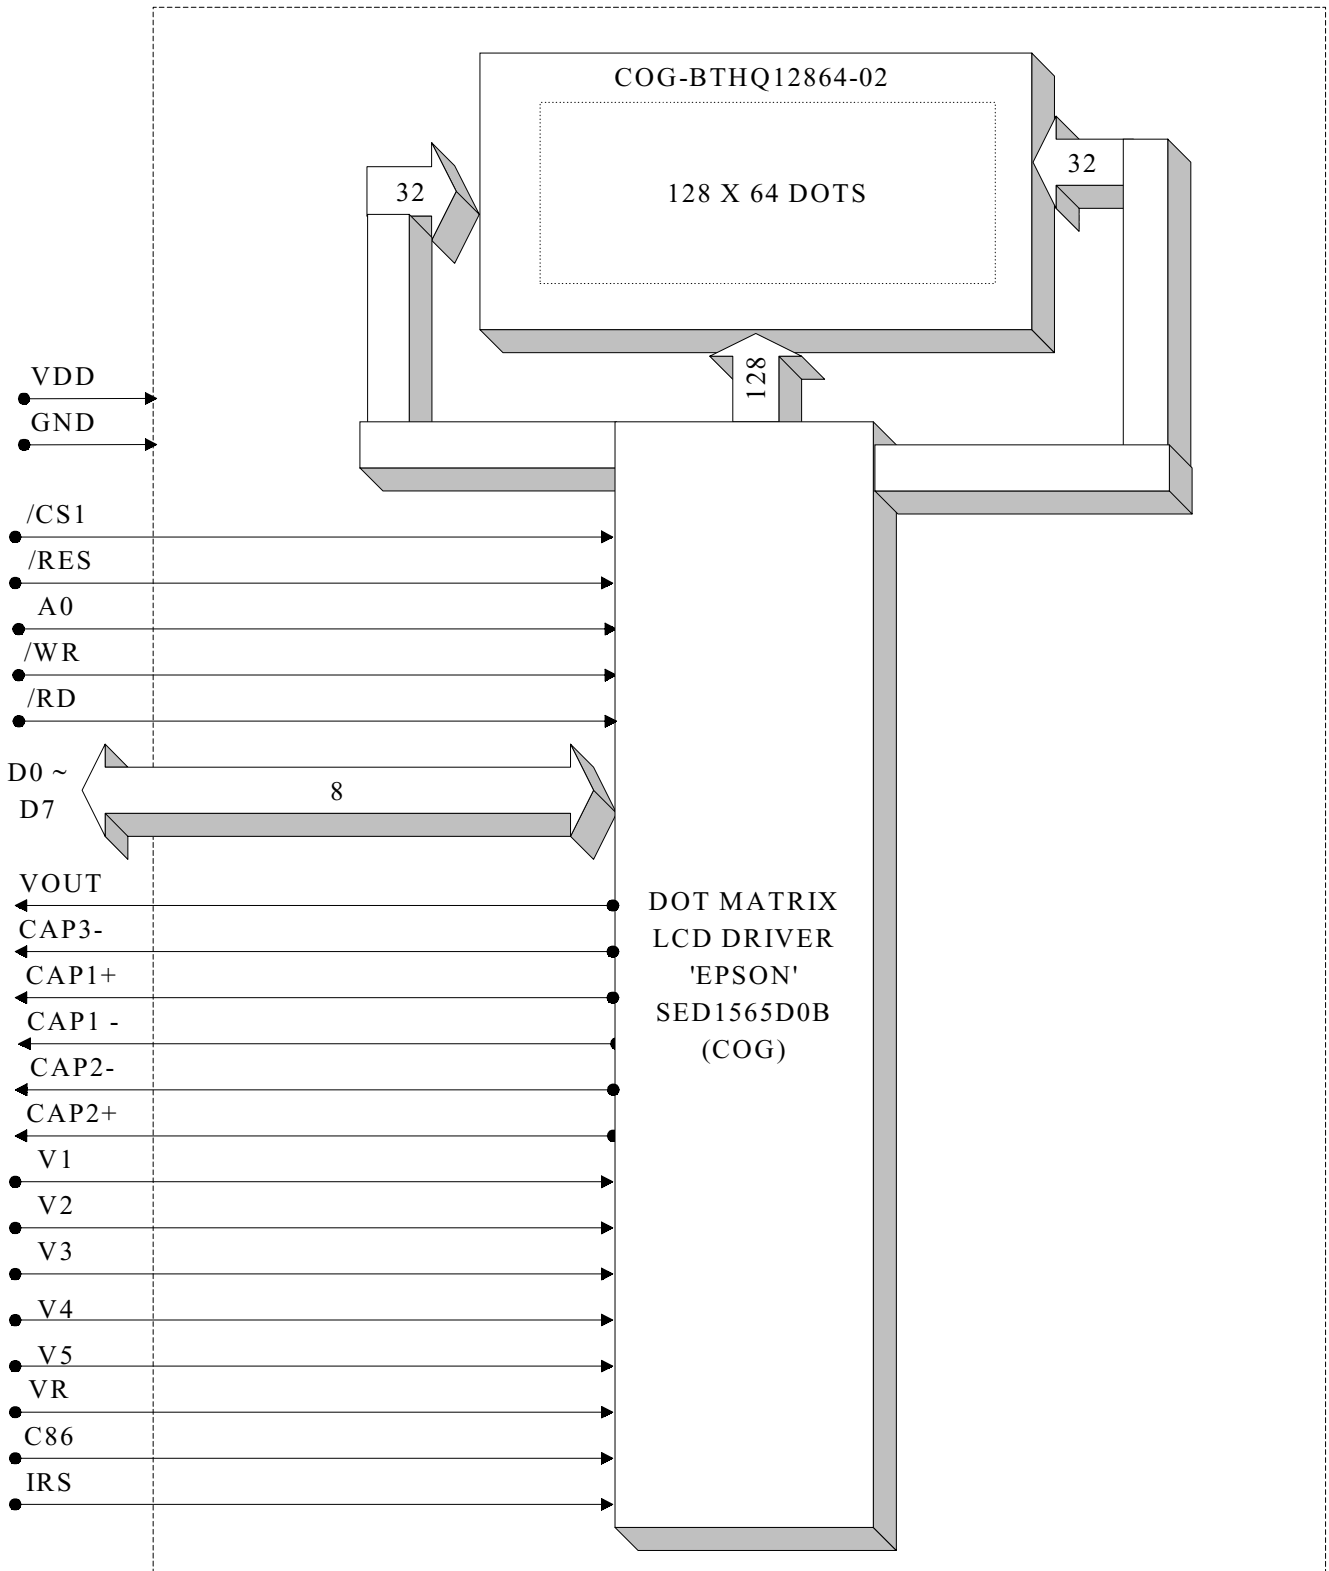 COG-BTHQ12864-02
32
32
128 X 64 DOTS
128
VDD
GND
/CS1
/RES
A0
/WR
/RD
D0 ~
D7
8
VOUT
CAP3-
CAP1+
CAP1 -
CAP2-
CAP2+
DOT MATRIX
LCD DRIVER
'EPSON'
SED1565D0B
(COG)
V1
V2
V3
V4
V5
VR
C86
IRS